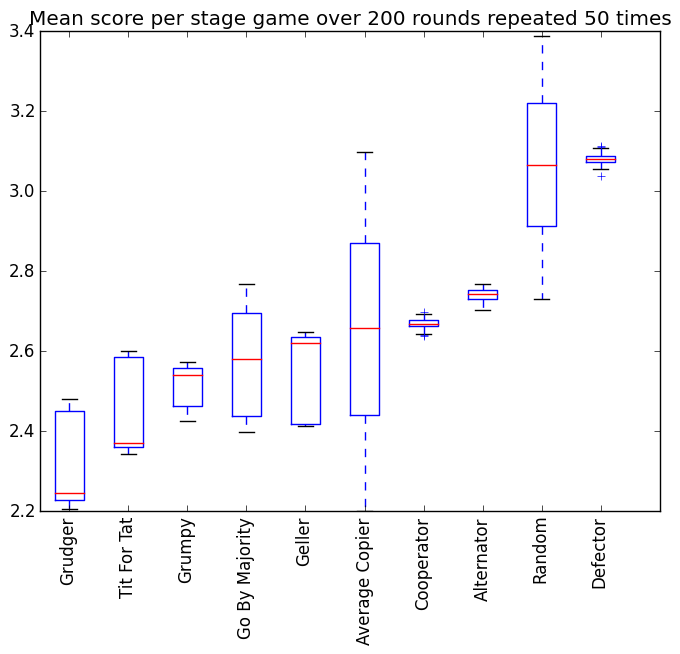 Mean score per stage game over 200 rounds repeated 50 times
3.4
3.2
3.0
2.8
2.6
2.4
2.2
Grudger
Tit For Tat
Grumpy
Go By Majority
Geller
Average Copier
Cooperator
Alternator
Random
Defector